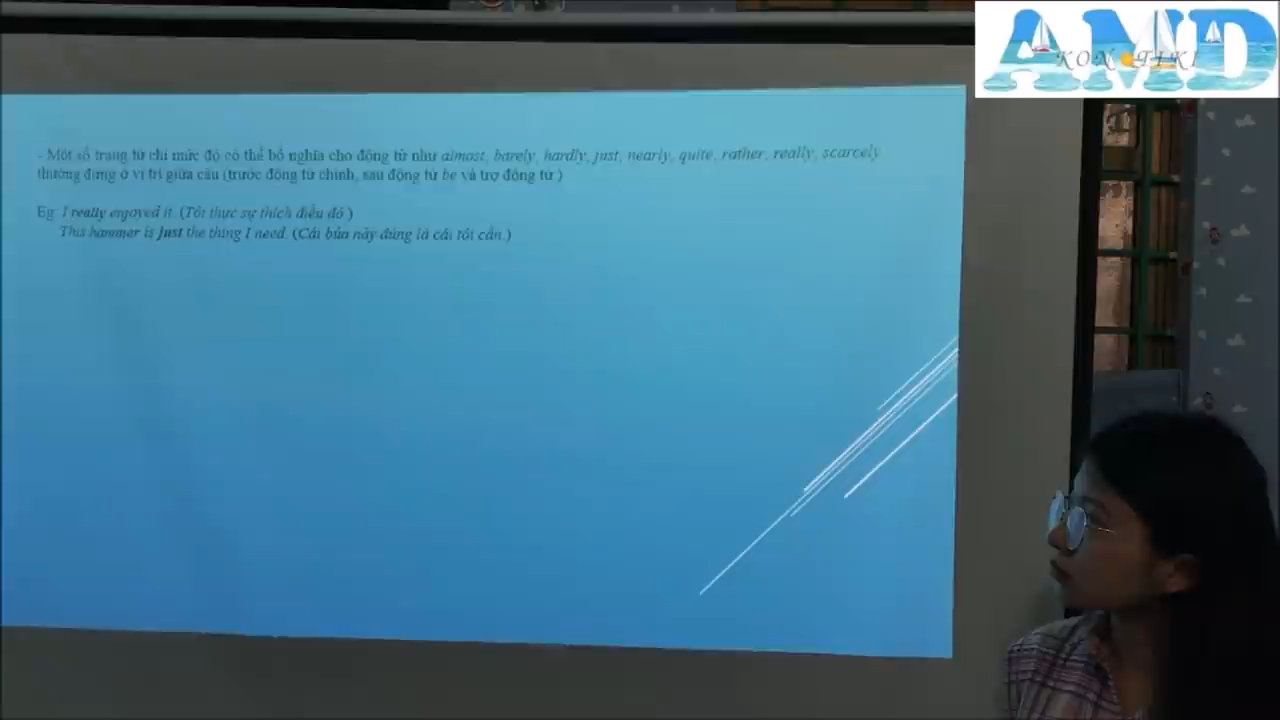 AMD
KON TIKI
- Một số trạng từ chỉ mức độ có thể bổ nghĩa cho động từ như almost, barely, hardly, just, nearly, quite, rather, really, scarcely
thường đứng ở vị trí giữa câu (trước động từ chính, sau động từ be và trợ động từ.)
Eg: I really enjoyed it. (Tôi thực sự thích điều đó.)
This hammer is just the thing I need. (Cái búa này đúng là cái tôi cần.)